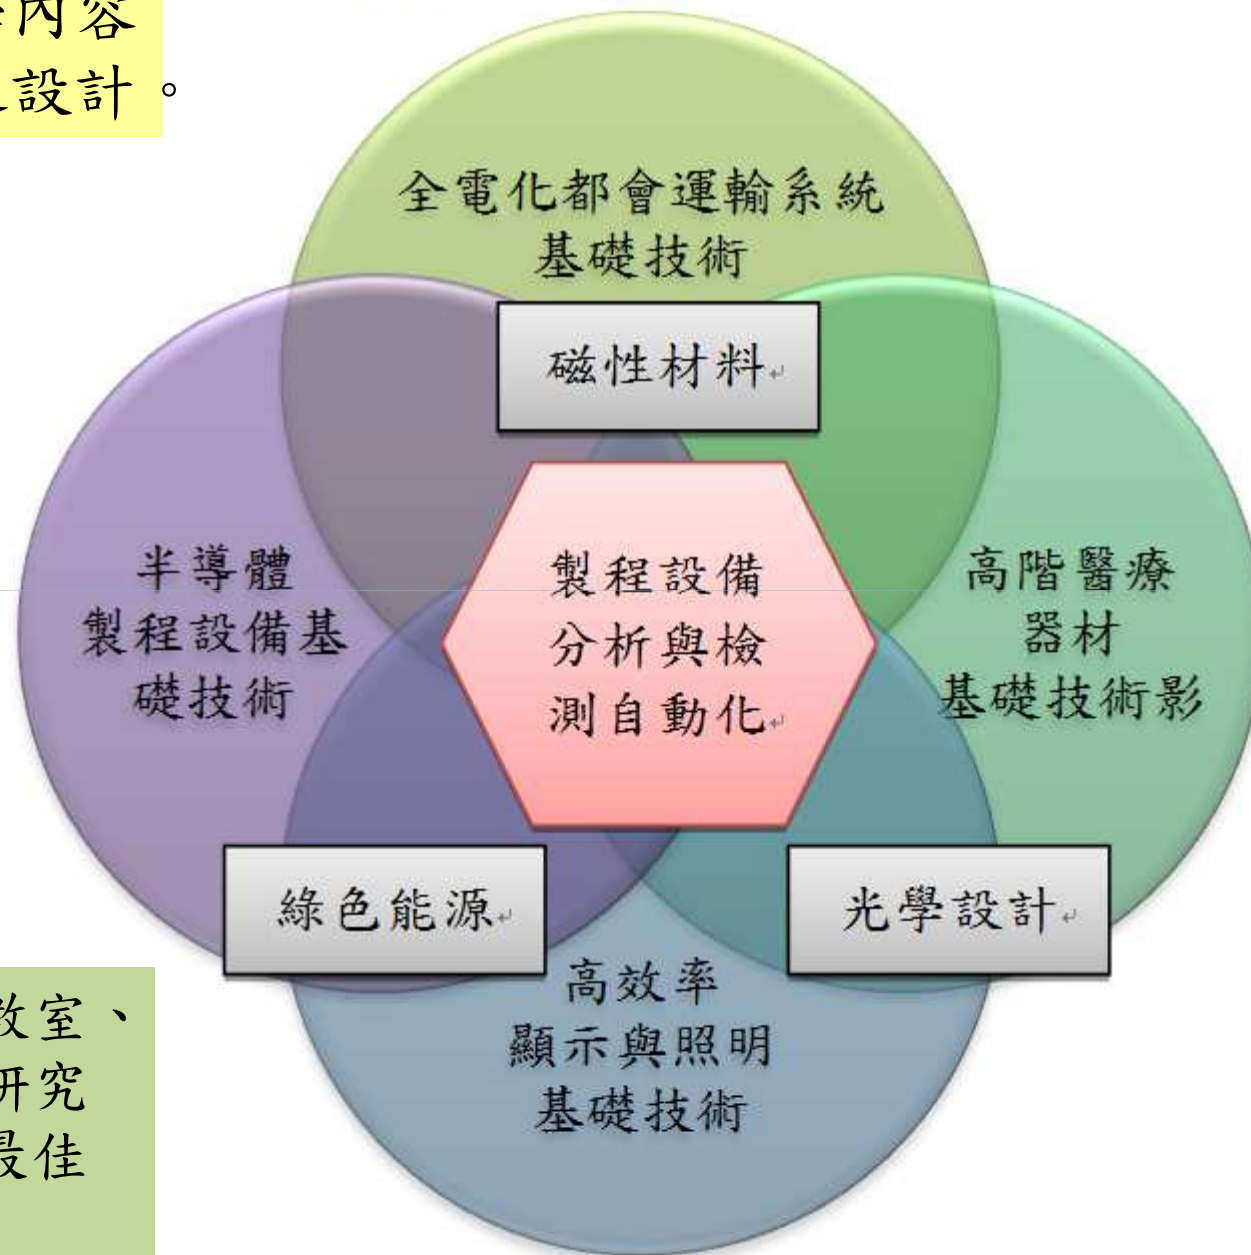 內容
設計。
全電化都會運輸系統
基礎技術
磁性材料
半導體
製程設備基
礎技術
製程設備
分析與檢
測自動化
高階醫療
器材
基礎技術影
綠色能源
光學設計
高效率
顯示與照明
基礎技術
教室、
研究
最佳